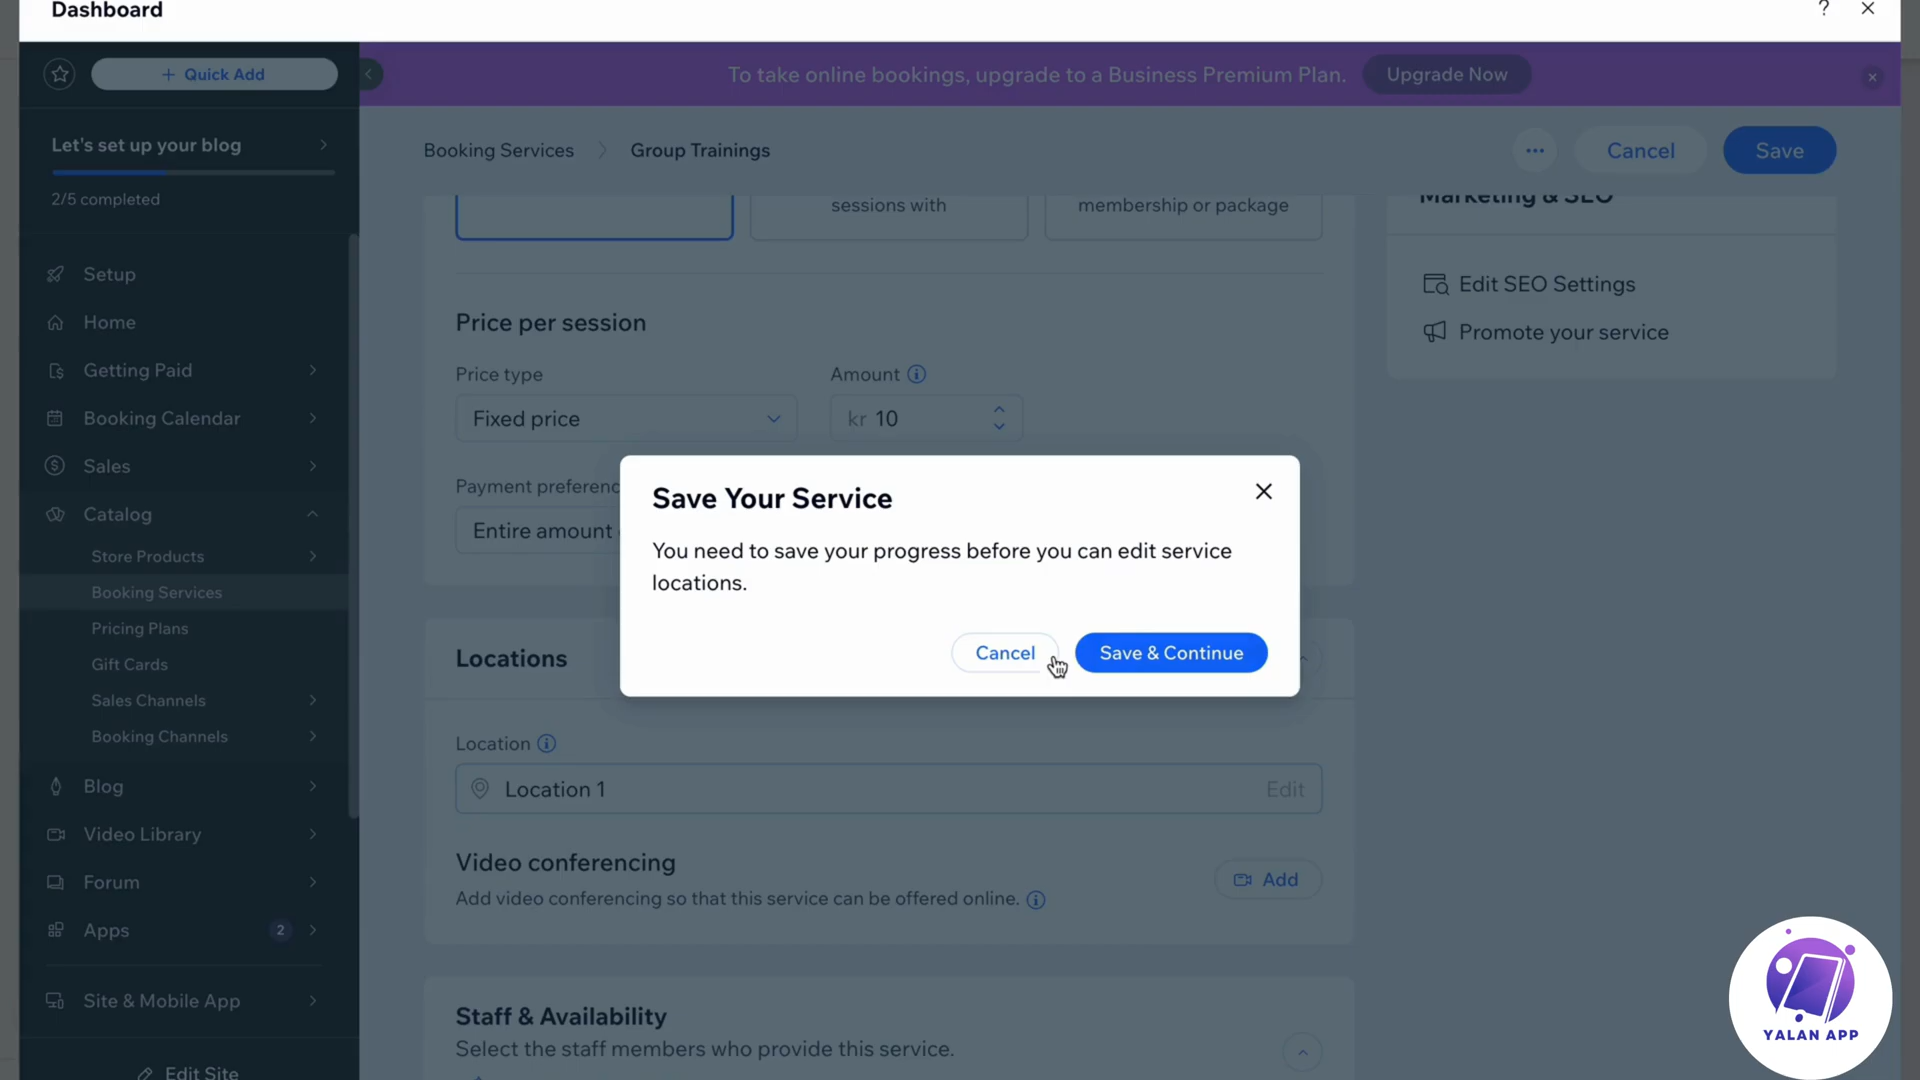 Dashboard
?
Quick Add
To take online bookings, upgrade to a Business Premium Plan.
Upgrade Now
Let's set up your blog
2/5 completed
Booking Services
Group Trainings
Cancel
Save
sessions with
membership or package
Marketing & SEO
Setup
Home
Getting Paid
Booking Calendar
Sales
Catalog
Store Products
Booking Services
Pricing Plans
Gift Cards
Sales Channels
Booking Channels
Blog
Video Library
Forum
Apps
2
Site & Mobile App
Edit Site
Edit SEO Settings
Promote your service
Price per session
Price type
Amount
Fixed price
kr 10
Payment preferenc
Entire amount
Save Your Service
You need to save your progress before you can edit service
locations.
Cancel
Save & Continue
Locations
Location
Location 1
Edit
Video conferencing
Add video conferencing so that this service can be offered online.
Add
Staff & Availability
Select the staff members who provide this service.
YALAN APP